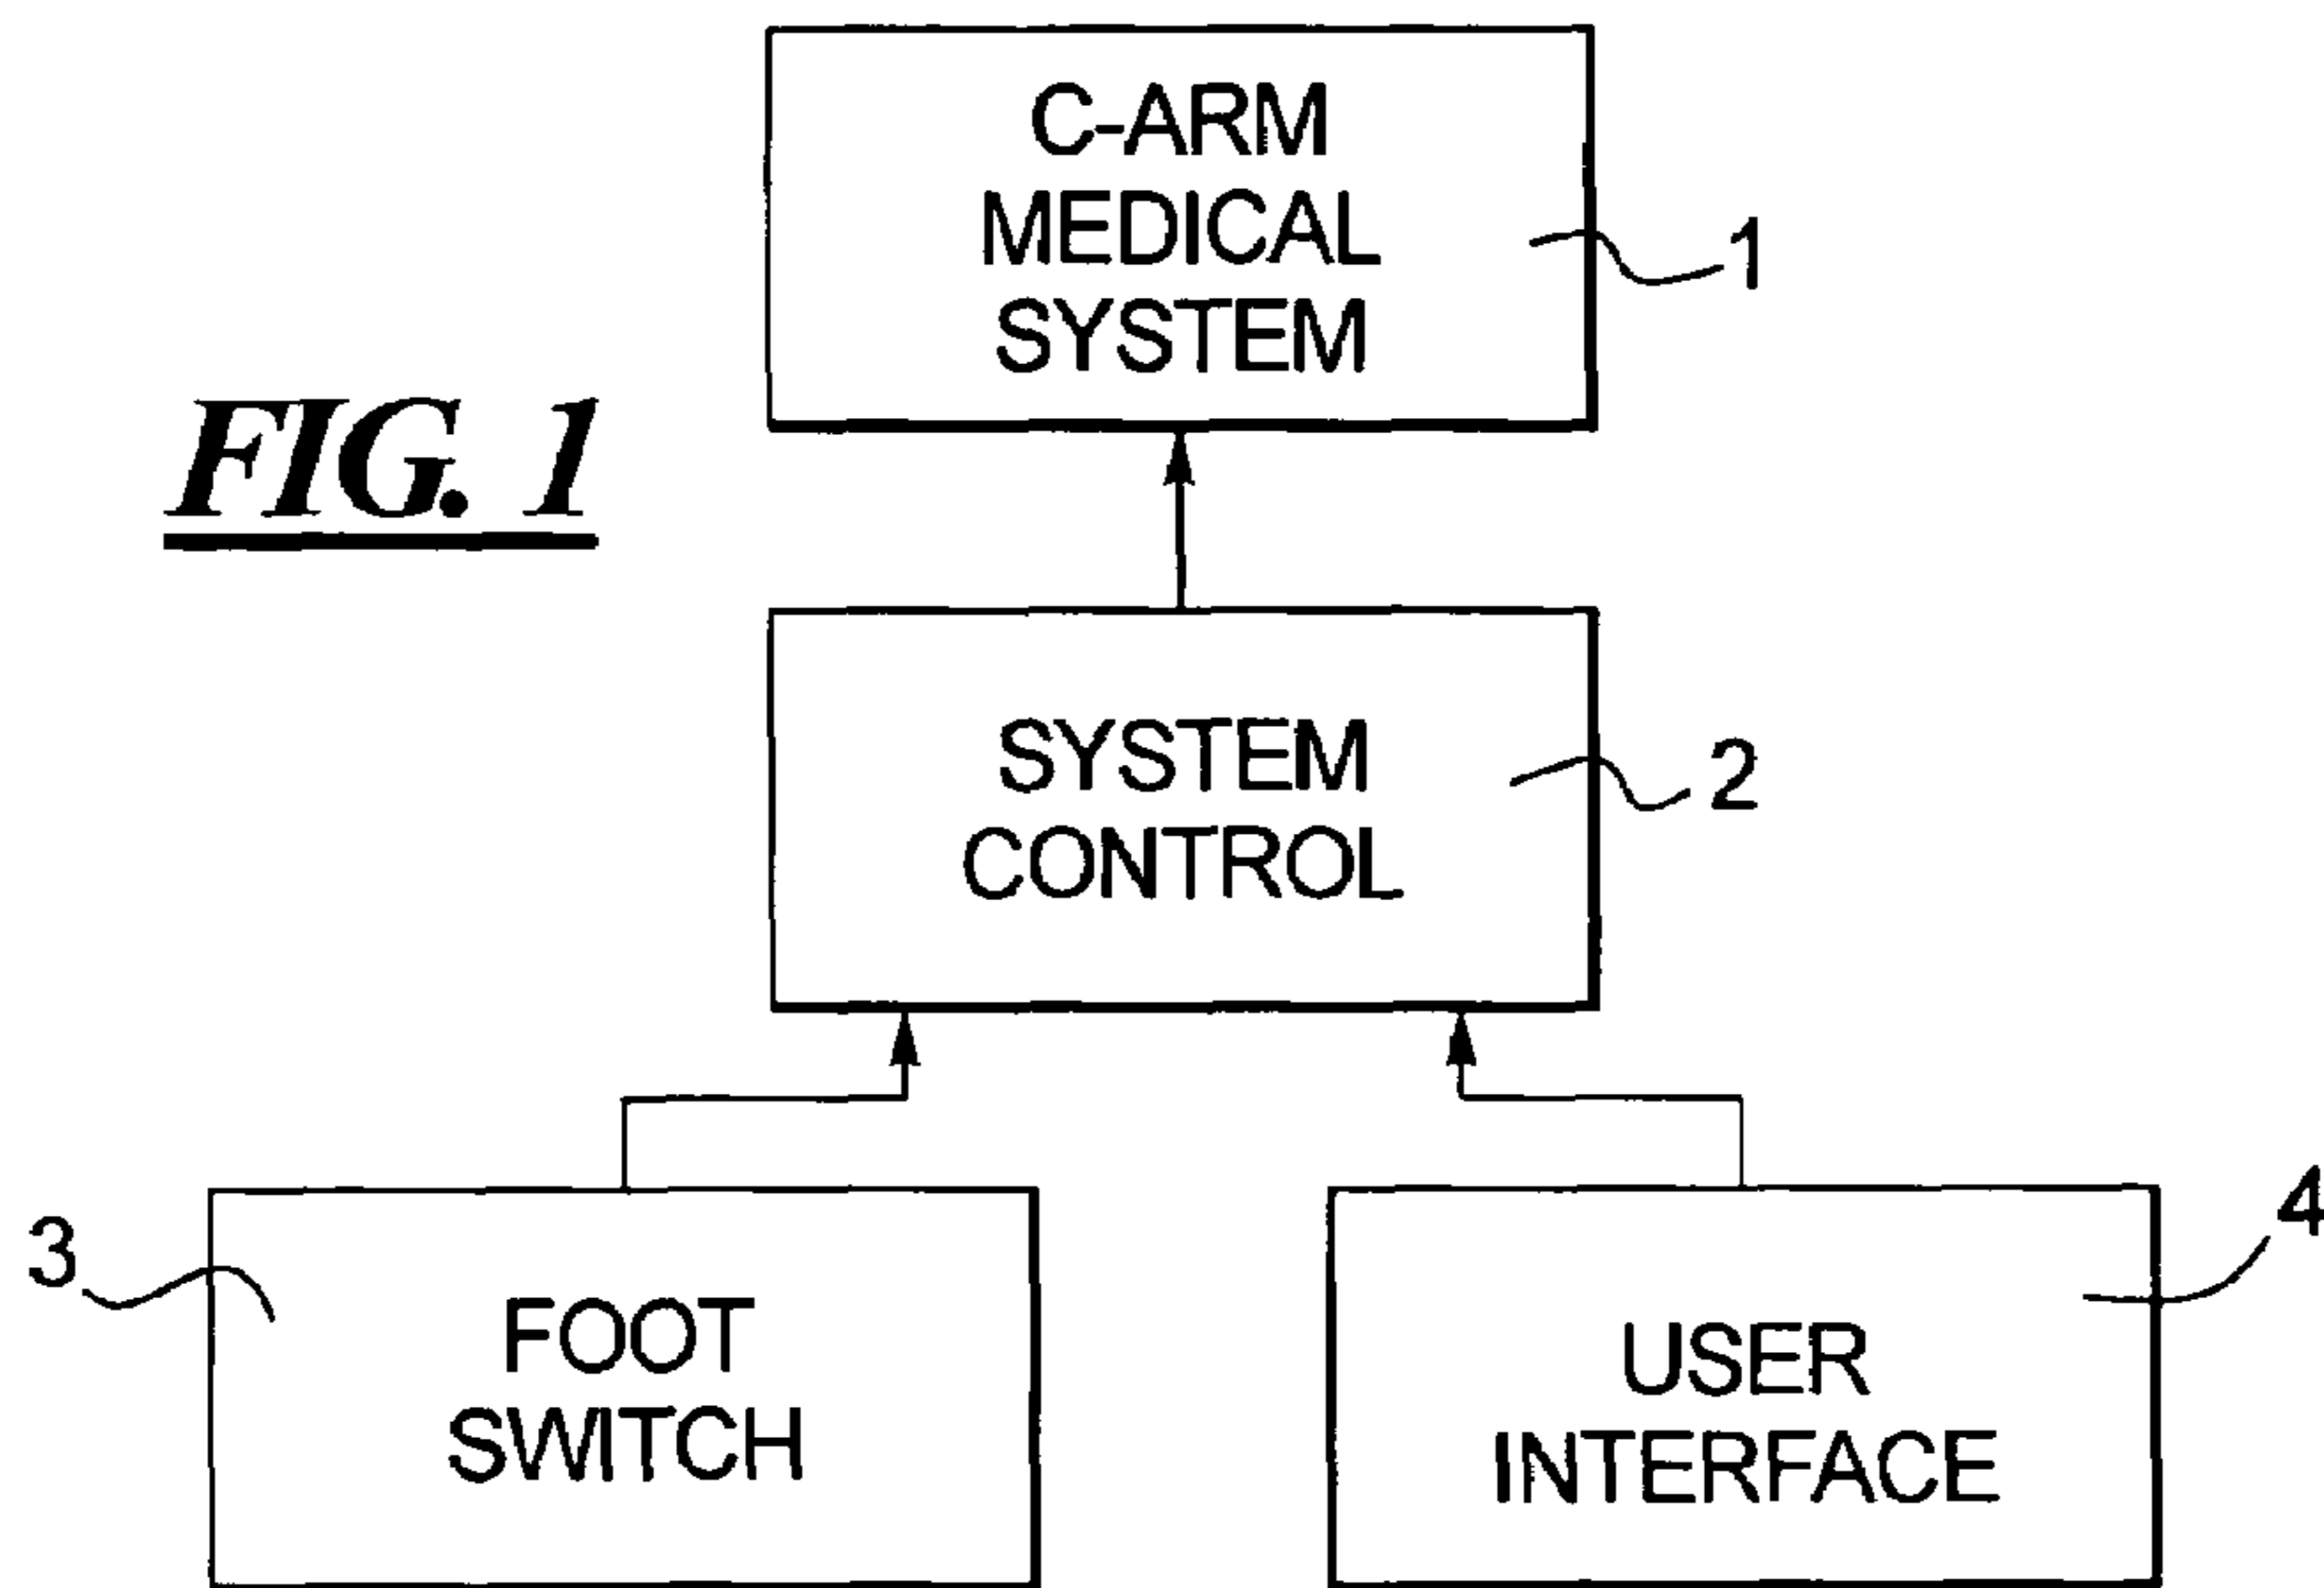 C-ARM
MEDICAL
SYSTEM
1
FIG. 1
SYSTEM
CONTROL
2
3
FOOT
SWITCH
4
USER
INTERFACE